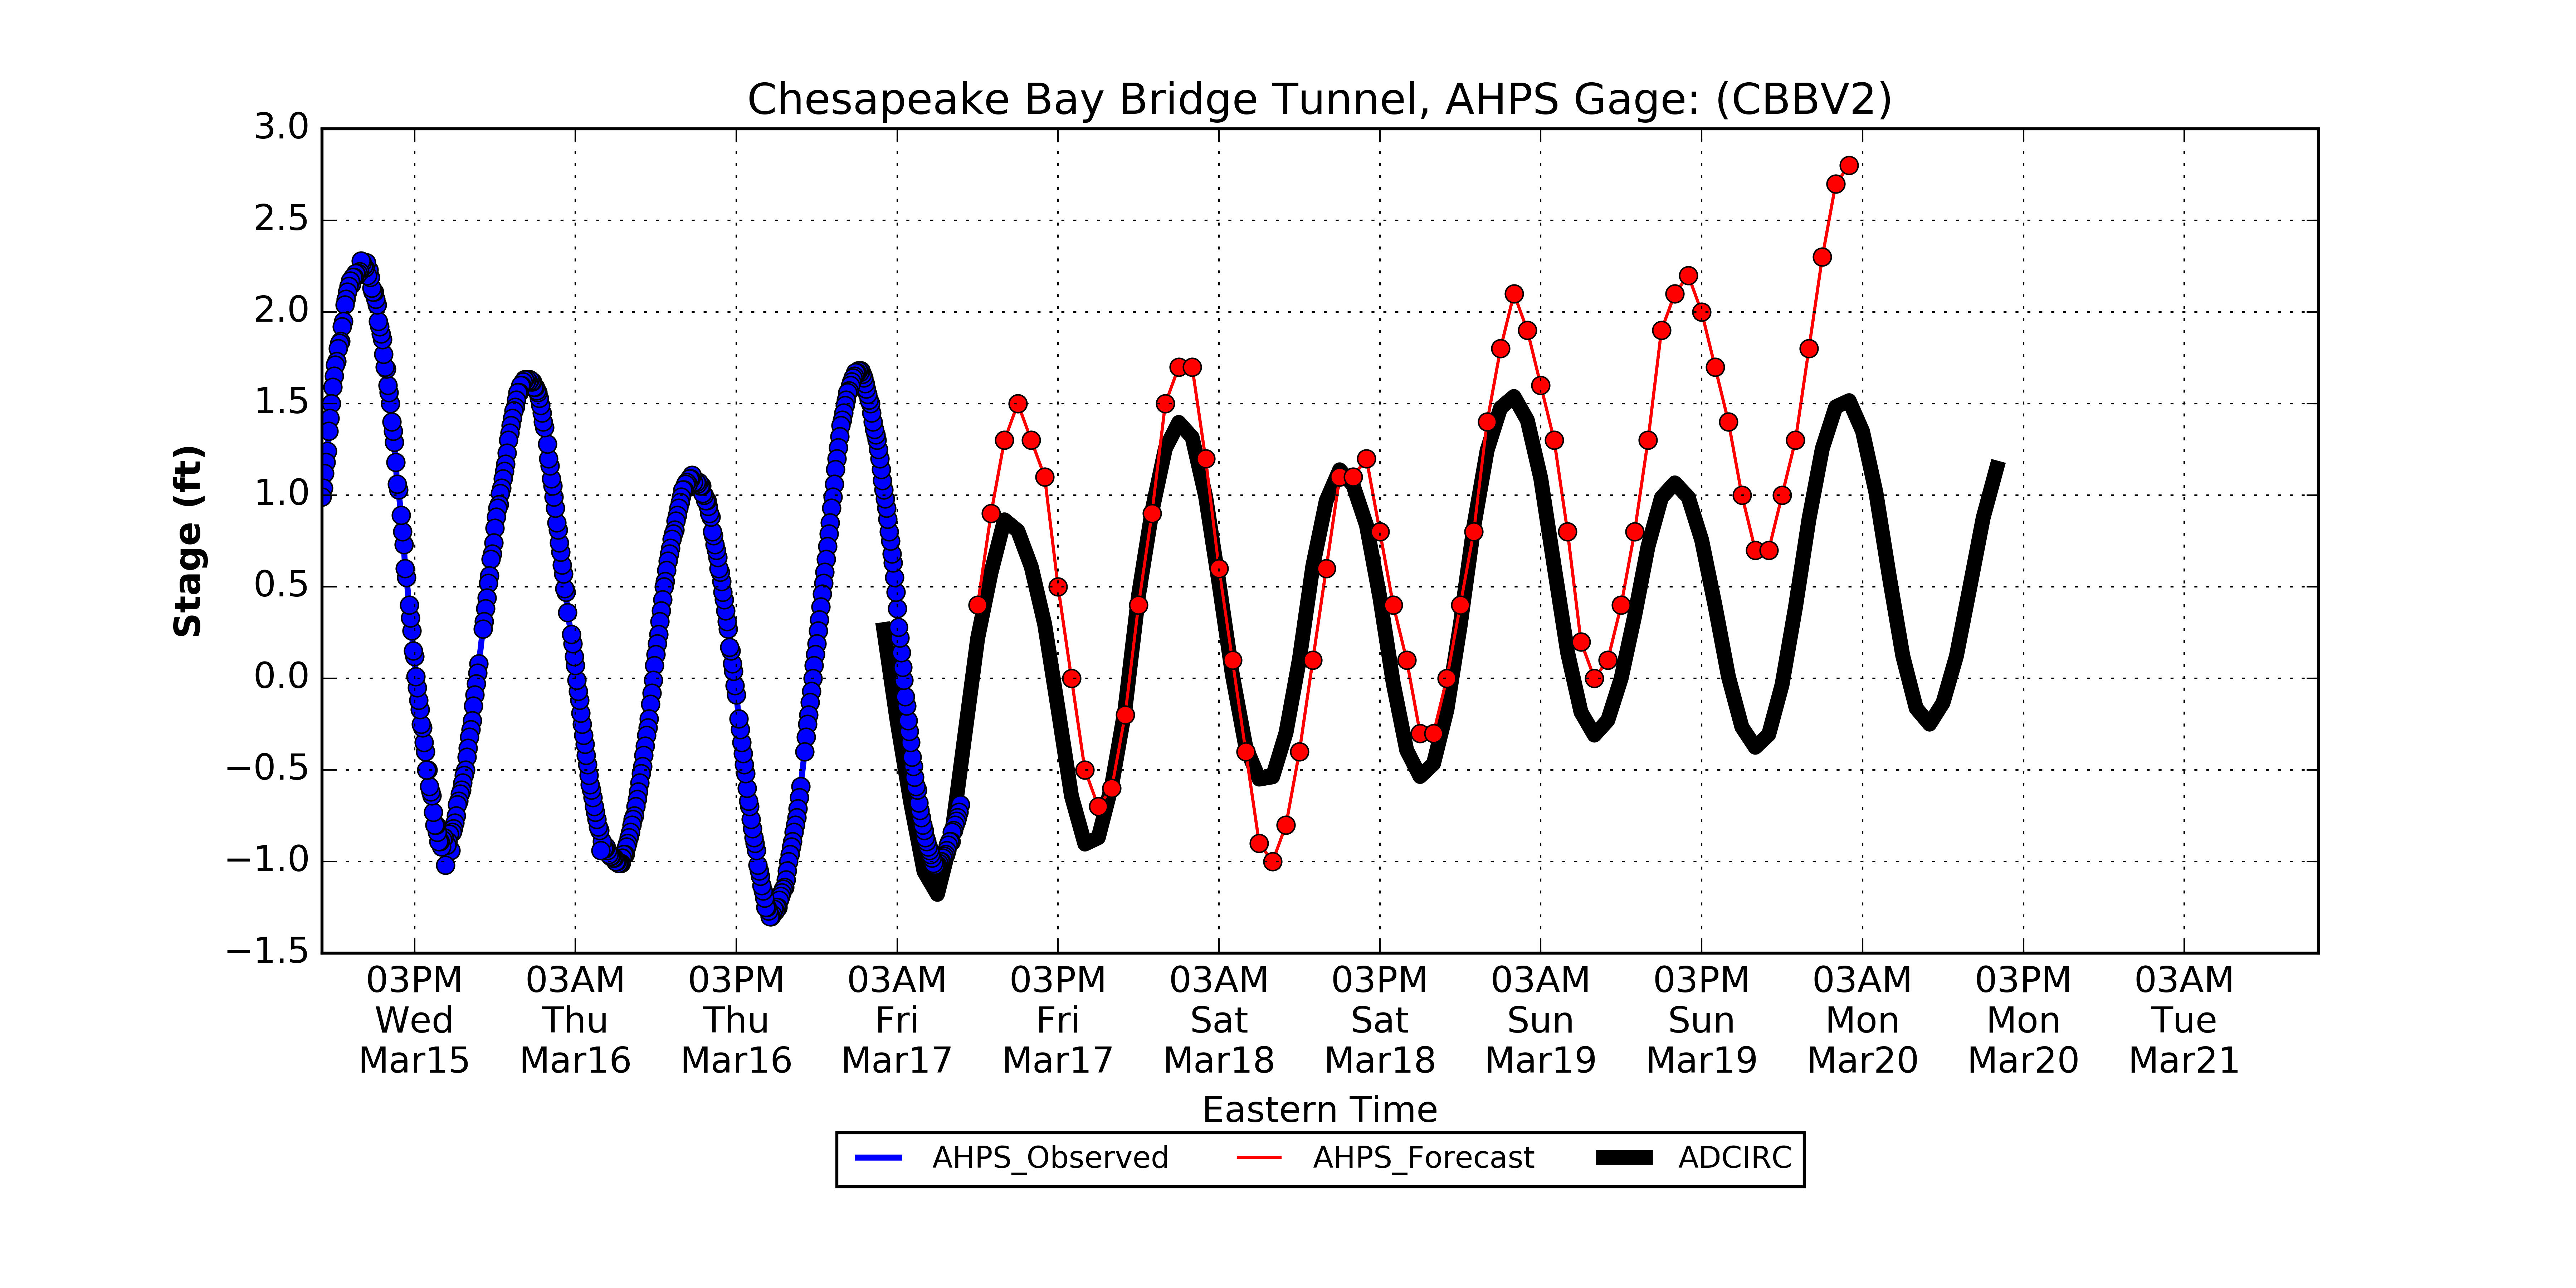 Chesapeake Bay Bridge Tunnel, AHPS Gage: (CBBV2)
3.0
2.5
2.0
1.5
1.0
0.5
0.0
−0.5
−1.0
−1.5
Stage (ft)
03PM 03AM 03PM 03AM 03PM 03AM 03PM 03AM 03PM 03AM 03PM 03AM
Wed Thu Thu Fri Fri Sat Sat Sun Sun Mon Mon Tue
Mar15 Mar16 Mar16 Mar17 Mar17 Mar18 Mar18 Mar19 Mar19 Mar20 Mar20 Mar21
Eastern Time
AHPS_Observed AHPS_Forecast ADCIRC